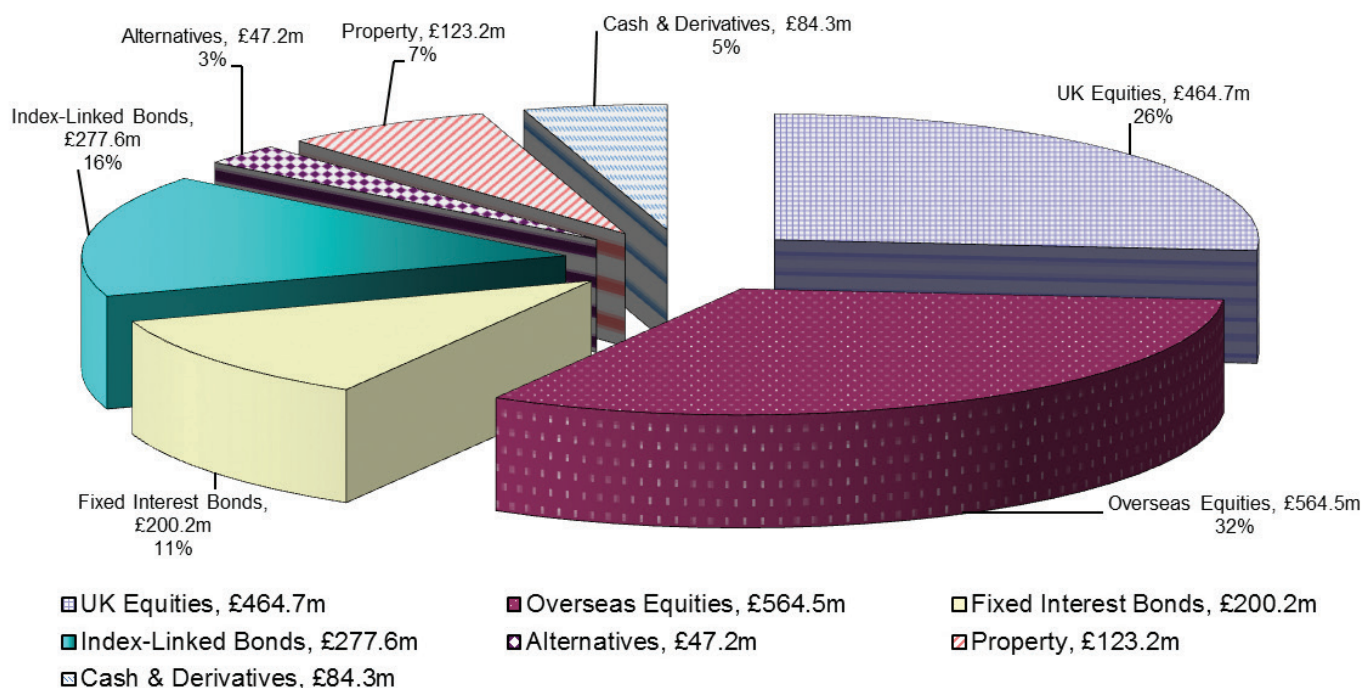 Cash & Derivatives, £84.3m
5%
Property, £123.2m
7%
Alternatives, £47.2m
3%
UK Equities, £464.7m
26%
Index-Linked Bonds,
£277.6m
16%
Fixed Interest Bonds,
£200.2m
11%
Overseas Equities, £564.5m
32%
UK Equities, £464.7m
Overseas Equities, £564.5m
Fixed Interest Bonds, £200.2m
Index-Linked Bonds, £277.6m
Alternatives, £47.2m
Property, £123.2m
Cash & Derivatives, £84.3m